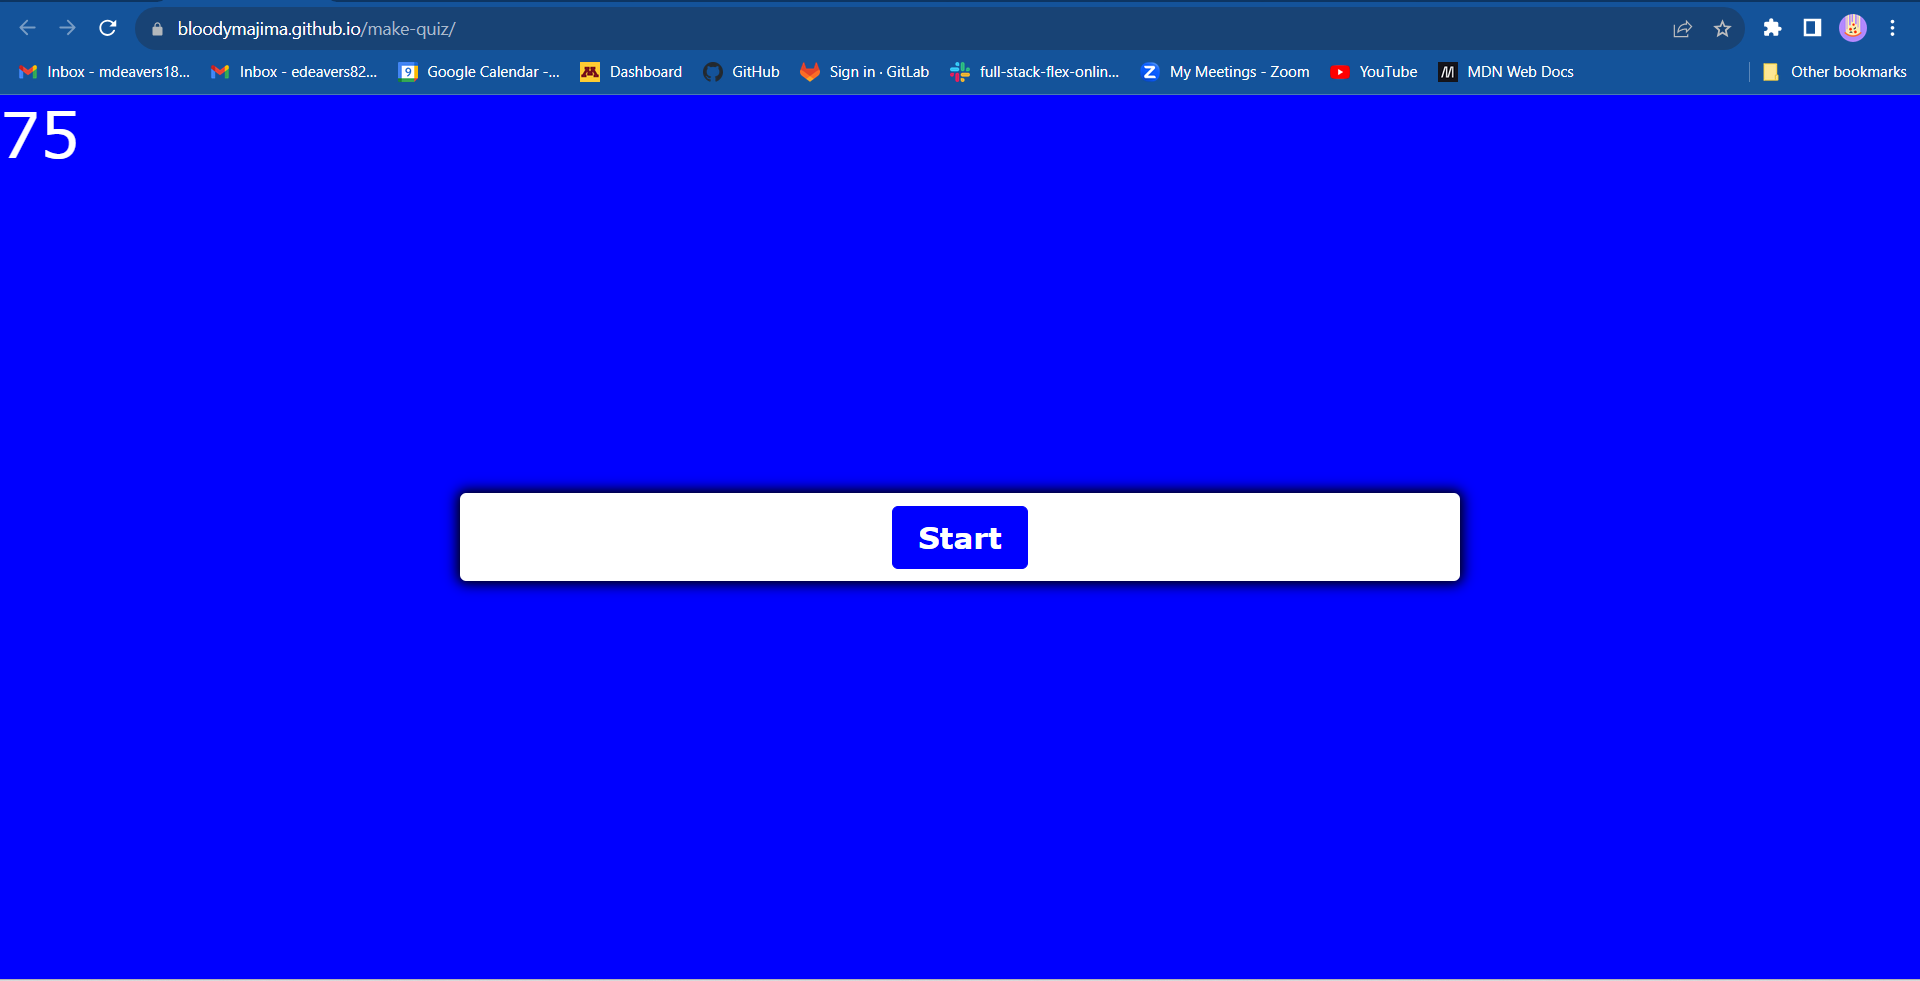 bloodymajima.github.io/make-quiz/
Inbox - mdeavers18... Inbox - edeavers82... 9 Google Calendar -... Dashboard GitHub Sign in · GitLab full-stack-flex-onlin... Z My Meetings - Zoom YouTube M MDN Web Docs Other bookmarks
75
Start